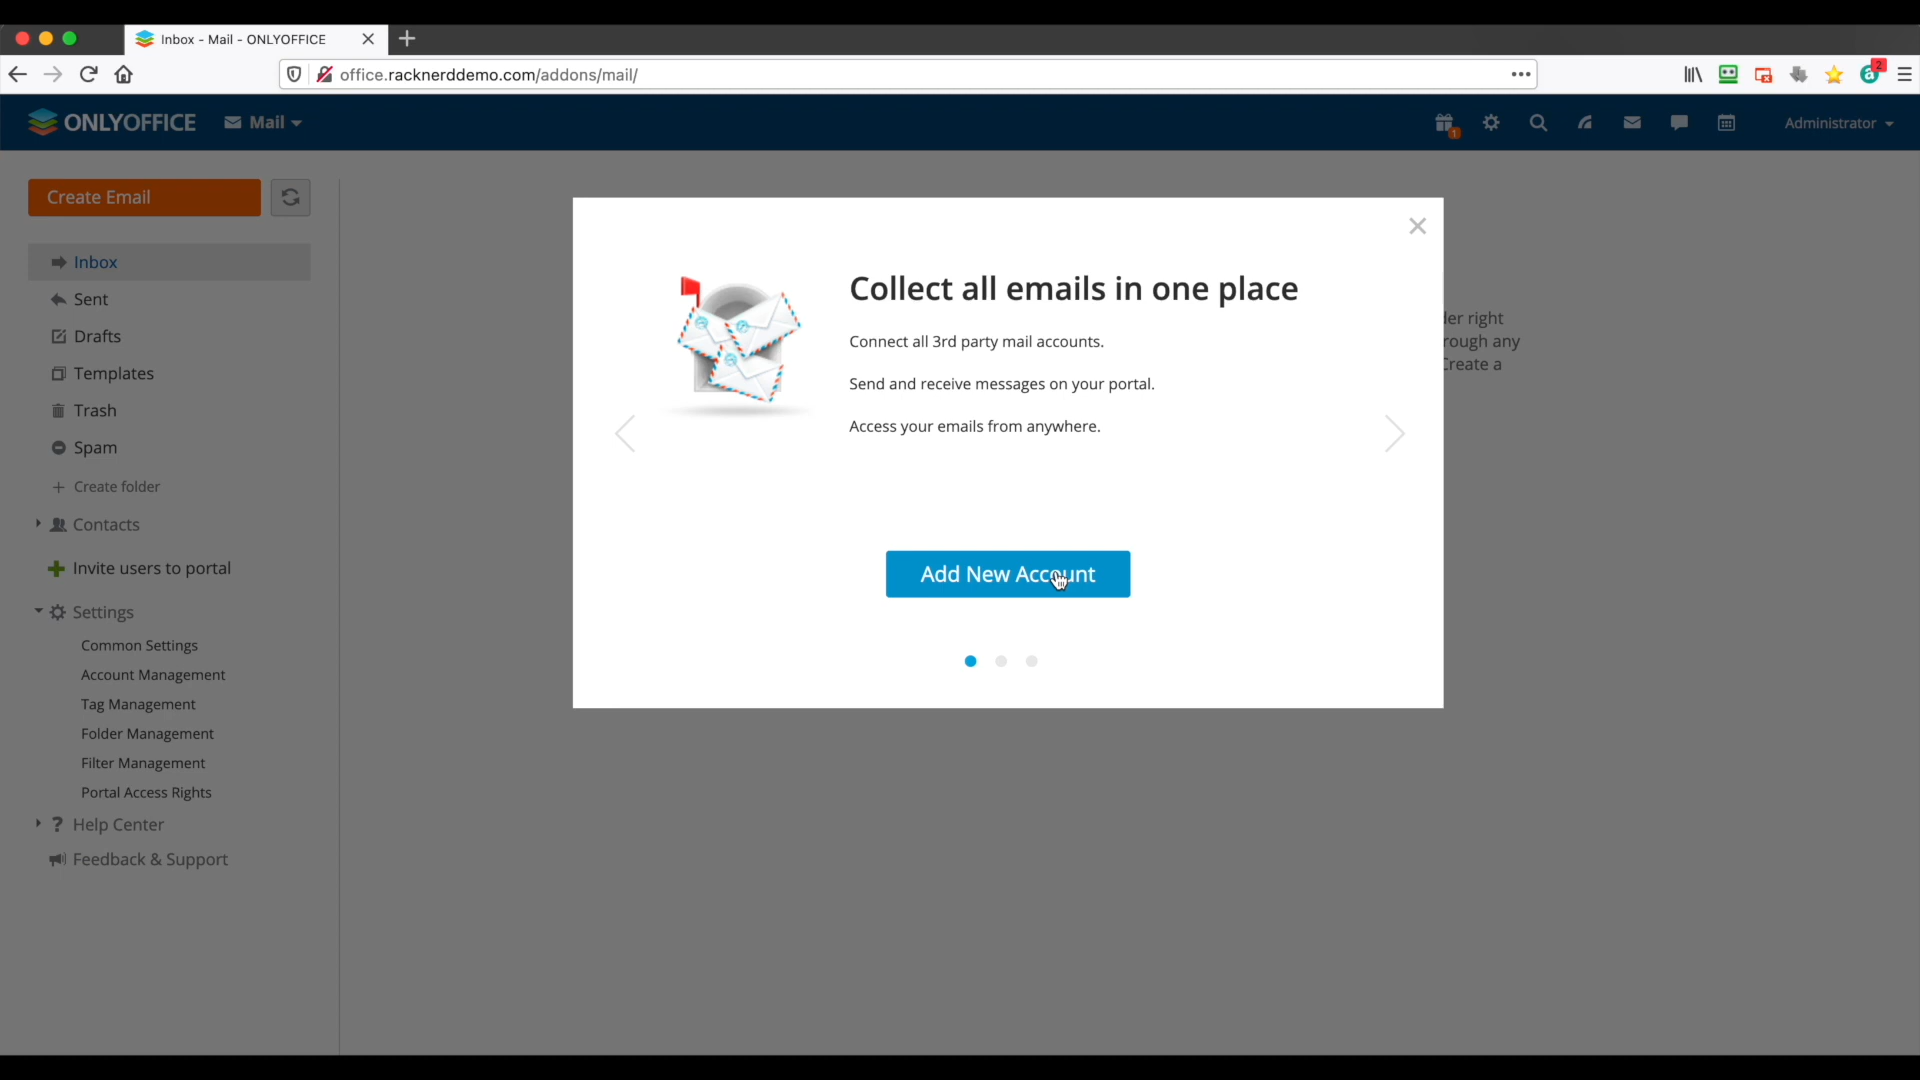 Inbox - Mail - ONLYOFFICE
office.racknerddemo.com/addons/mail/
2
ONLYOFFICE
Mail
1
Administrator
Create Email
Inbox
Sent
Drafts
Templates
Trash
Spam
Create folder
Contacts
Invite users to portal
Settings
Common Settings
Account Management
Tag Management
Folder Management
Filter Management
Portal Access Rights
Help Center
Feedback & Support
Collect all emails in one place
Connect all 3rd party mail accounts.
Send and receive messages on your portal.
Access your emails from anywhere.
Add New Account
der right
rough any
Create a